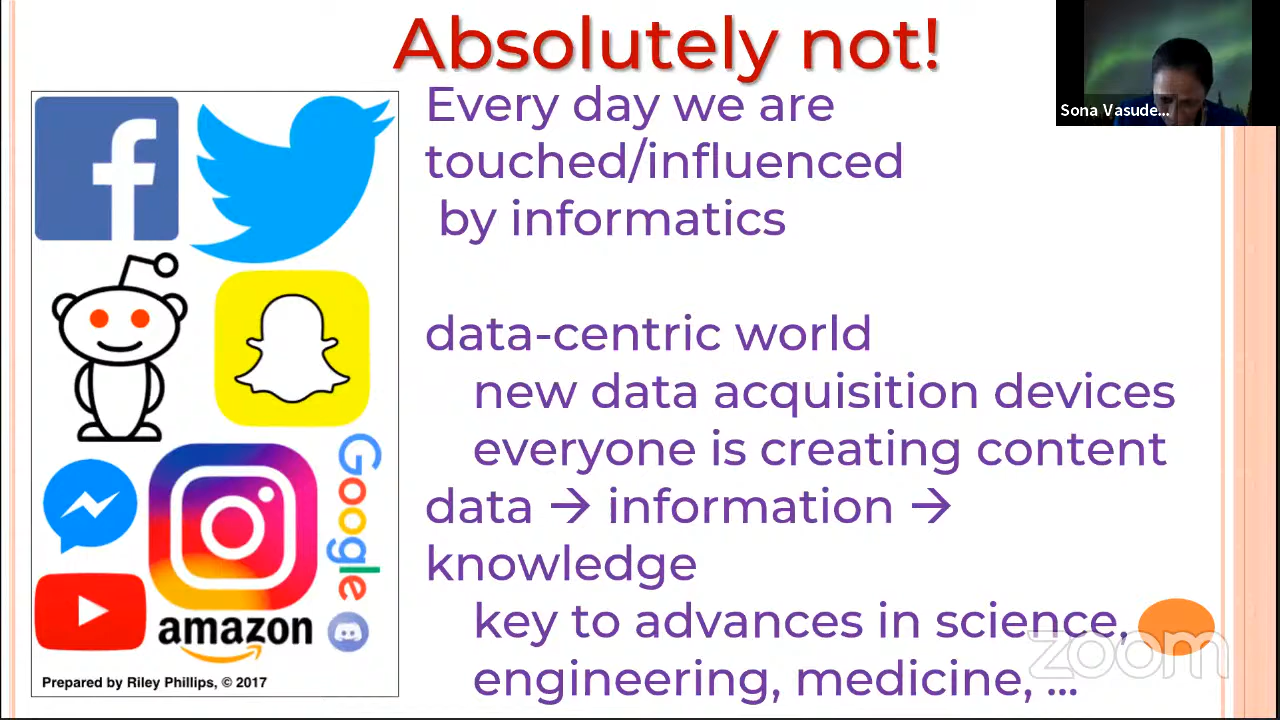 Absolutely not!
Sona Vasude...
Every day we are
touched/influenced
by informatics
data-centric world
new data acquisition devices
everyone is creating content
data → information →
knowledge
key to advances in science,
engineering, medicine, ...
f
Google
amazon
Prepared by Riley Phillips, © 2017
zoom